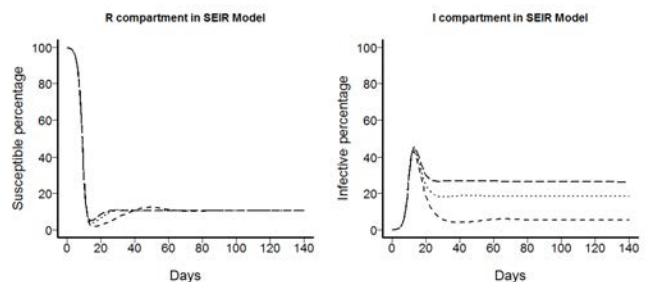 R compartment in SEIR Model
Susceptible percentage
100
80
60
40
20
0
0 20 40 60 80 100 120 140
Days
I compartment in SEIR Model
Infective percentage
100
80
60
40
20
0
0 20 40 60 80 100 120 140
Days